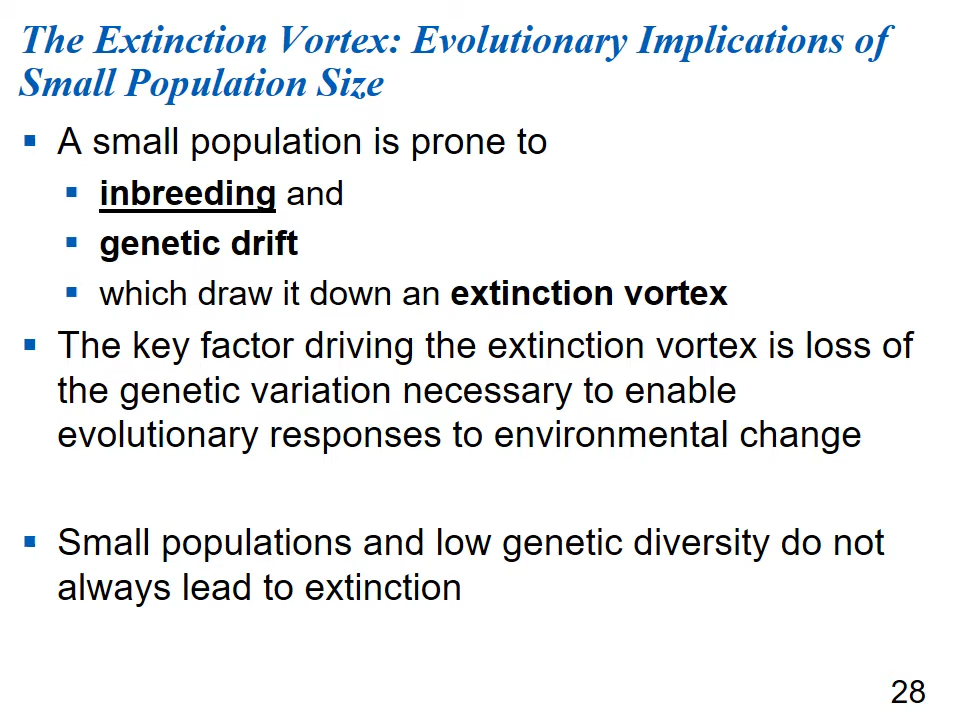 The Extinction Vortex: Evolutionary Implications of
Small Population Size
▪ A small population is prone to
▪ inbreeding and
▪ genetic drift
▪ which draw it down an extinction vortex
▪ The key factor driving the extinction vortex is loss of
the genetic variation necessary to enable
evolutionary responses to environmental change
▪ Small populations and low genetic diversity do not
always lead to extinction
28